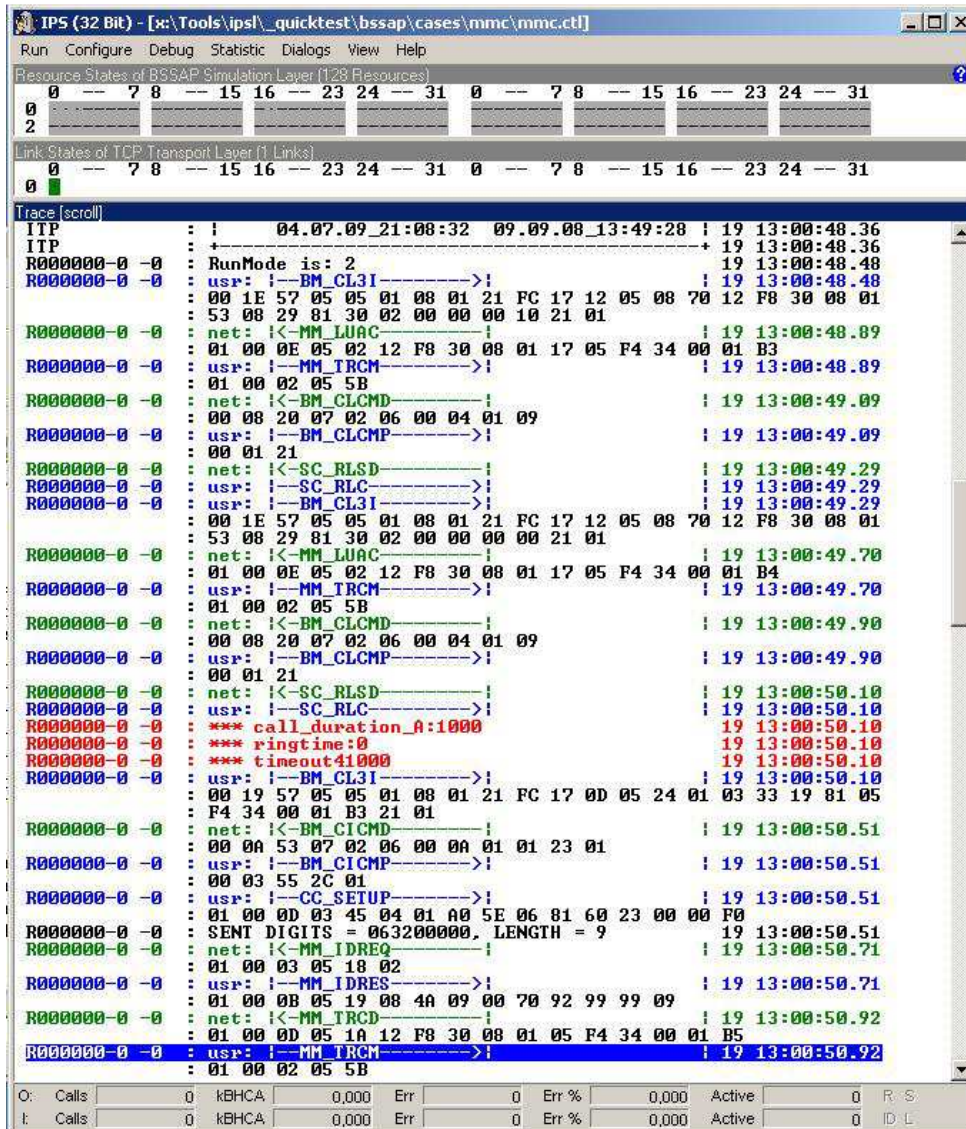 IPS (32 Bit) - [x:\Tools\ipsl\_quicktest\bssap\cases\mmc\mmc.ctl]
Run Configure Debug Statistic Dialogs View Help
Resource States of BSSAP Simulation Layer (128 Resources)
0 -- 7 8 -- 15 16 -- 23 24 -- 31 0 -- 7 8 -- 15 16 -- 23 24 -- 31
0
2
Link States of TCP Transport Layer (1 Links)
0 -- 7 8 -- 15 16 -- 23 24 -- 31 0 -- 7 8 -- 15 16 -- 23 24 -- 31
0
Trace [scroll]
ITP : | 04.07.09_21:08:32 09.09.08_13:49:28 | 19 13:00:48.36
ITP : +--------------------------------------------------+ 19 13:00:48.36
R000000-0 -0 : RunMode is: 2 19 13:00:48.48
R000000-0 -0 : usr: |--BM_CL3I-------->| | 19 13:00:48.48
: 00 1E 57 05 05 01 08 01 21 FC 17 12 05 08 70 12 F8 30 08 01
: 53 08 29 81 30 02 00 00 00 10 21 01
R000000-0 -0 : net: |<-MM_LUAC---------| | 19 13:00:48.89
: 01 00 0E 05 02 12 F8 30 08 01 17 05 F4 34 00 01 B3
R000000-0 -0 : usr: |--MM_TRCM-------->| | 19 13:00:48.89
: 01 00 02 05 5B
R000000-0 -0 : net: |<-BM_CLCMD--------| | 19 13:00:49.09
: 00 08 20 07 02 06 00 04 01 09
R000000-0 -0 : usr: |--BM_CLCMP------->| | 19 13:00:49.09
: 00 01 21
R000000-0 -0 : net: |<-SC_RLSD---------| | 19 13:00:49.29
R000000-0 -0 : usr: |--SC_RLC--------->| | 19 13:00:49.29
R000000-0 -0 : usr: |--BM_CL3I-------->| | 19 13:00:49.29
: 00 1E 57 05 05 01 08 01 21 FC 17 12 05 08 70 12 F8 30 08 01
: 53 08 29 81 30 02 00 00 00 00 21 01
R000000-0 -0 : net: |<-MM_LUAC---------| | 19 13:00:49.70
: 01 00 0E 05 02 12 F8 30 08 01 17 05 F4 34 00 01 B4
R000000-0 -0 : usr: |--MM_TRCM-------->| | 19 13:00:49.70
: 01 00 02 05 5B
R000000-0 -0 : net: |<-BM_CLCMD--------| | 19 13:00:49.90
: 00 08 20 07 02 06 00 04 01 09
R000000-0 -0 : usr: |--BM_CLCMP------->| | 19 13:00:49.90
: 00 01 21
R000000-0 -0 : net: |<-SC_RLSD---------| | 19 13:00:50.10
R000000-0 -0 : usr: |--SC_RLC--------->| | 19 13:00:50.10
R000000-0 -0 : *** call_duration_A:1000 19 13:00:50.10
R000000-0 -0 : *** ringtime:0 19 13:00:50.10
R000000-0 -0 : *** timeout41000 19 13:00:50.10
R000000-0 -0 : usr: |--BM_CL3I-------->| | 19 13:00:50.10
: 00 19 57 05 05 01 08 01 21 FC 17 0D 05 24 01 03 33 19 81 05
: F4 34 00 01 B3 21 01
R000000-0 -0 : net: |<-BM_CICMD--------| | 19 13:00:50.51
: 00 0A 53 07 02 06 00 0A 01 01 23 01
R000000-0 -0 : usr: |--BM_CICMP------->| | 19 13:00:50.51
: 00 03 55 2C 01
R000000-0 -0 : usr: |--CC_SETUP------->| | 19 13:00:50.51
: 01 00 0D 03 45 04 01 A0 5E 06 81 60 23 00 00 F0
R000000-0 -0 : SENT DIGITS = 063200000, LENGTH = 9 19 13:00:50.51
R000000-0 -0 : net: |<-MM_IDREQ--------| | 19 13:00:50.71
: 01 00 03 05 18 02
R000000-0 -0 : usr: |--MM_IDRES------->| | 19 13:00:50.71
: 01 00 0B 05 19 08 4A 09 00 70 92 99 99 09
R000000-0 -0 : net: |<-MM_TRCD---------| | 19 13:00:50.92
: 01 00 0D 05 1A 12 F8 30 08 01 05 F4 34 00 01 B5
R000000-0 -0 : usr: |--MM_TRCM-------->| | 19 13:00:50.92
: 01 00 02 05 5B
O: Calls 0 kBHCA 0,000 Err 0 Err % 0,000 Active 0 R S
I: Calls 0 kBHCA 0,000 Err 0 Err % 0,000 Active 0 ID L